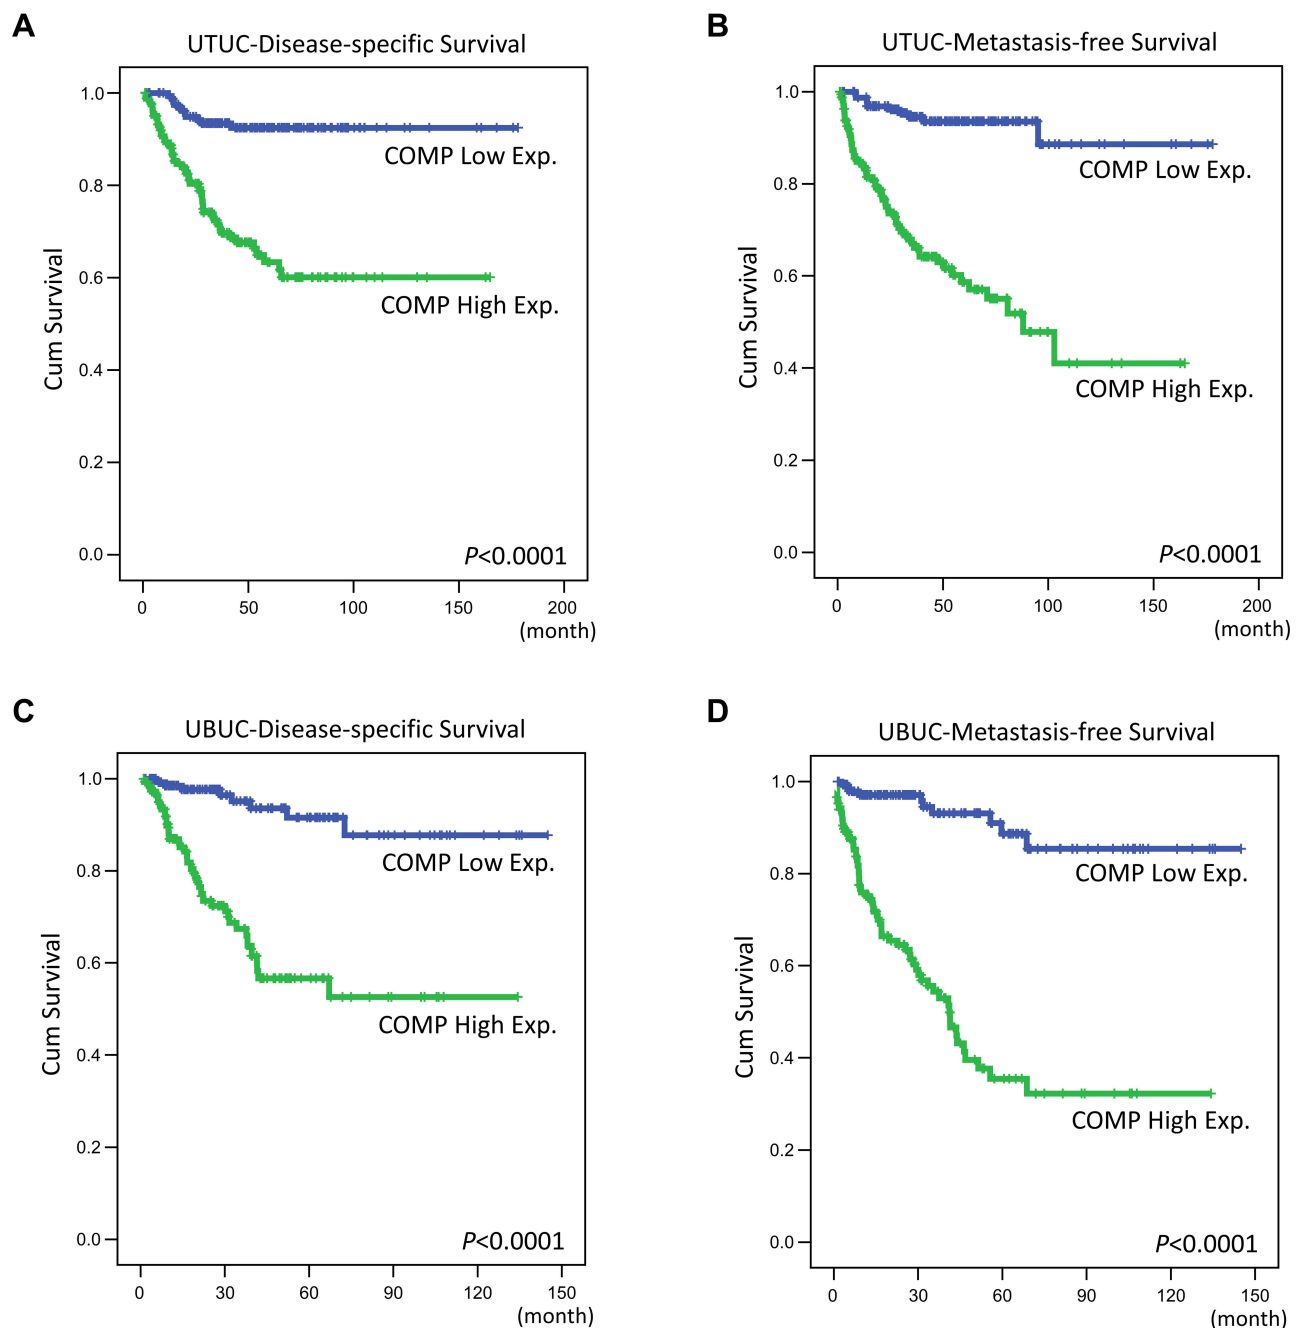 A
UTUC-Disease-specific Survival
1.0
0.8
0.6
0.4
0.2
0.0
Cum Survival
COMP Low Exp.
COMP High Exp.
P<0.0001
0 50 100 150 200
(month)
B
UTUC-Metastasis-free Survival
1.0
0.8
0.6
0.4
0.2
0.0
Cum Survival
COMP Low Exp.
COMP High Exp.
P<0.0001
0 50 100 150 200
(month)
C
UBUC-Disease-specific Survival
1.0
0.8
0.6
0.4
0.2
0.0
Cum Survival
COMP Low Exp.
COMP High Exp.
P<0.0001
0 30 60 90 120 150
(month)
D
UBUC-Metastasis-free Survival
1.0
0.8
0.6
0.4
0.2
0.0
Cum Survival
COMP Low Exp.
COMP High Exp.
P<0.0001
0 30 60 90 120 150
(month)